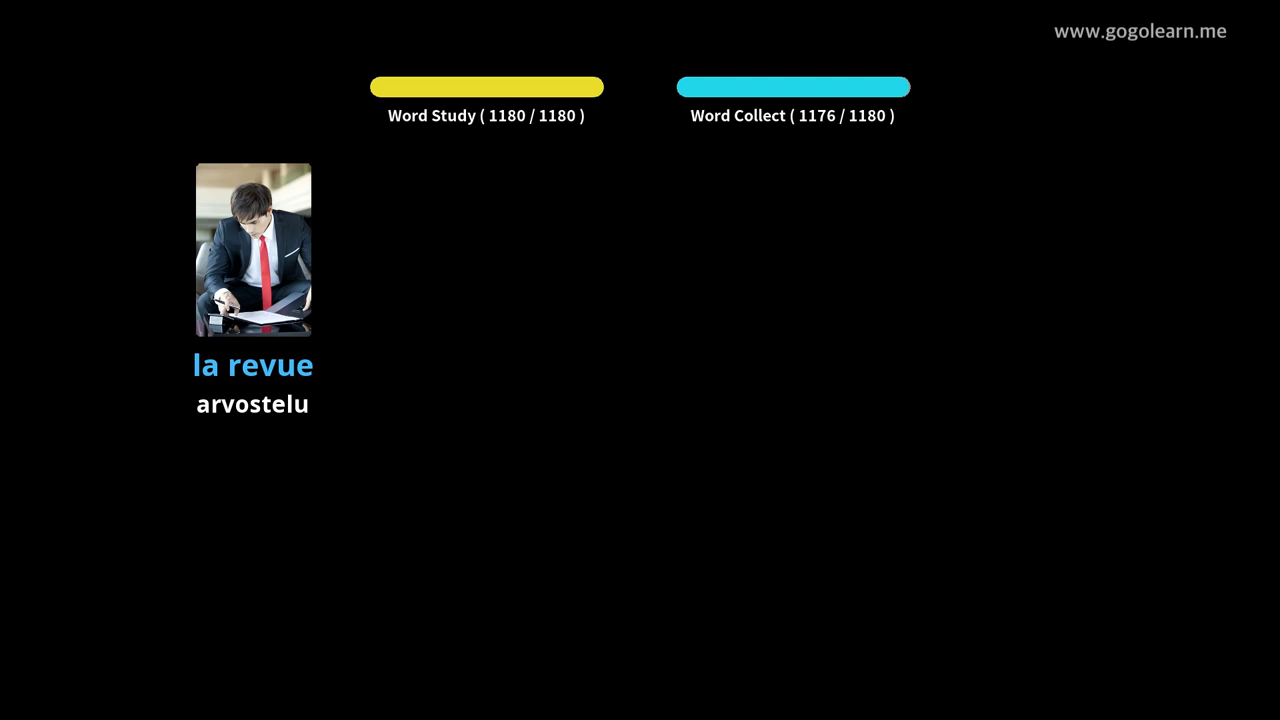 www.gogolearn.me
Word Study ( 1180 / 1180 )
Word Collect ( 1176 / 1180 )
la revue
arvostelu